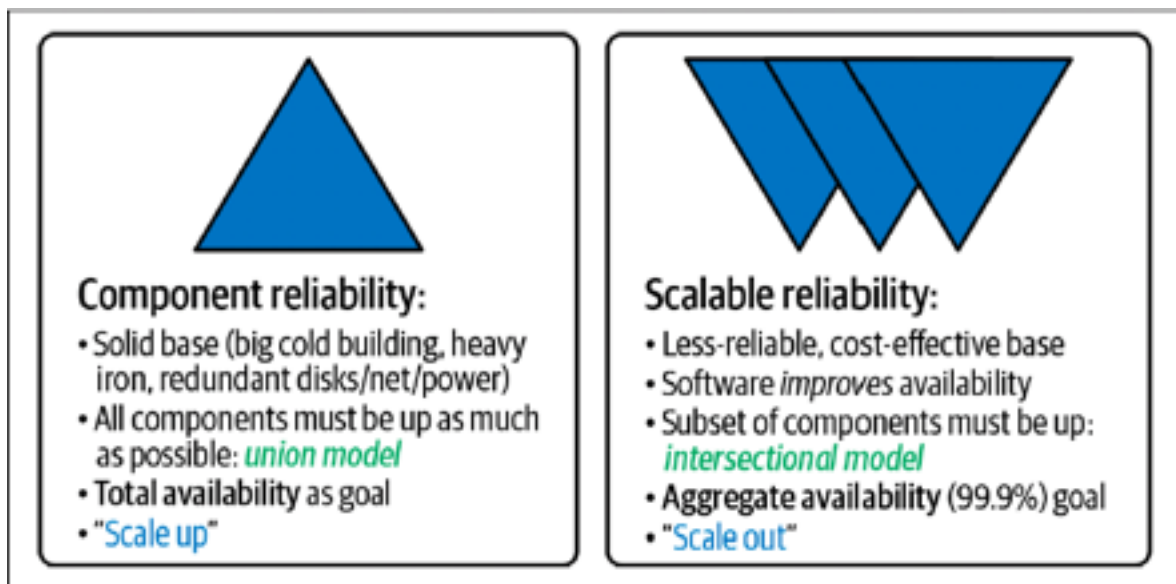 Component reliability:
• Solid base (big cold building, heavy
iron, redundant disks/net/power)
• All components must be up as much
as possible: union model
• Total availability as goal
• "Scale up"
Scalable reliability:
• Less-reliable, cost-effective base
• Software improves availability
• Subset of components must be up:
intersectional model
• Aggregate availability (99.9%) goal
• "Scale out"